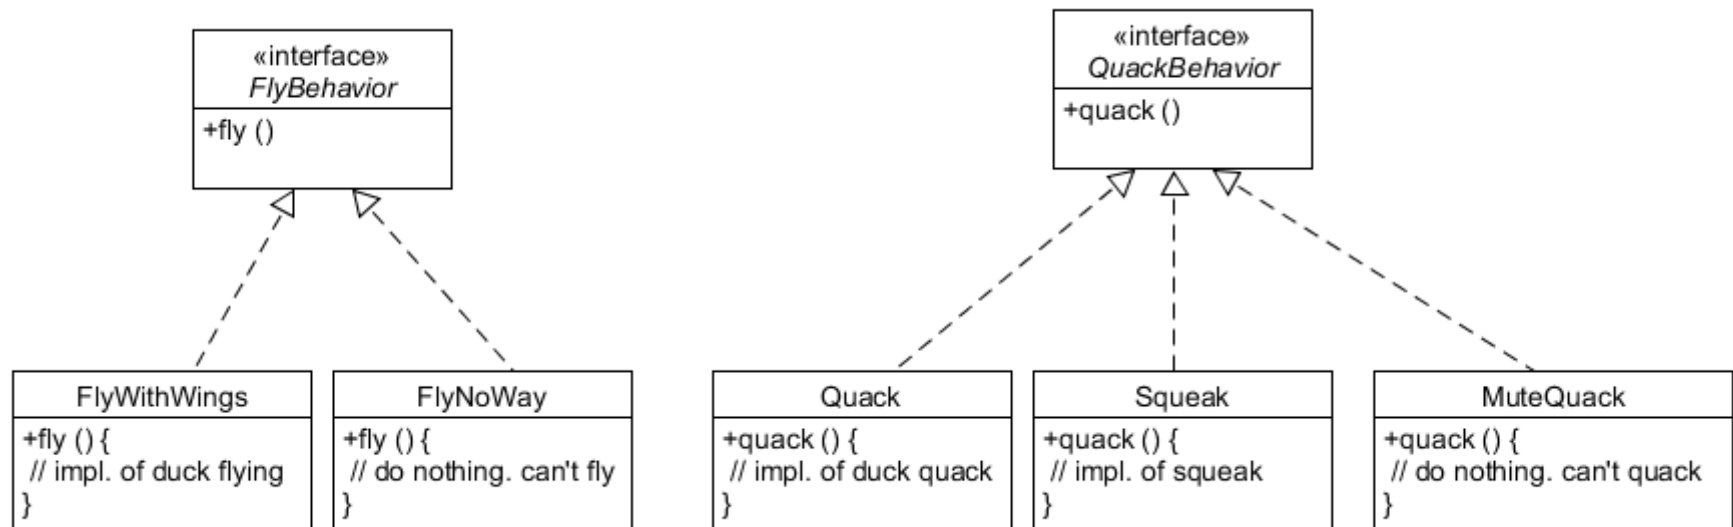 «interface»
FlyBehavior
+fly ()
«interface»
QuackBehavior
+quack ()
FlyWithWings
+fly () {
// impl. of duck flying
}
FlyNoWay
+fly () {
// do nothing. can't fly
}
Quack
+quack () {
// impl. of duck quack
}
Squeak
+quack () {
// impl. of squeak
}
MuteQuack
+quack () {
// do nothing. can't quack
}